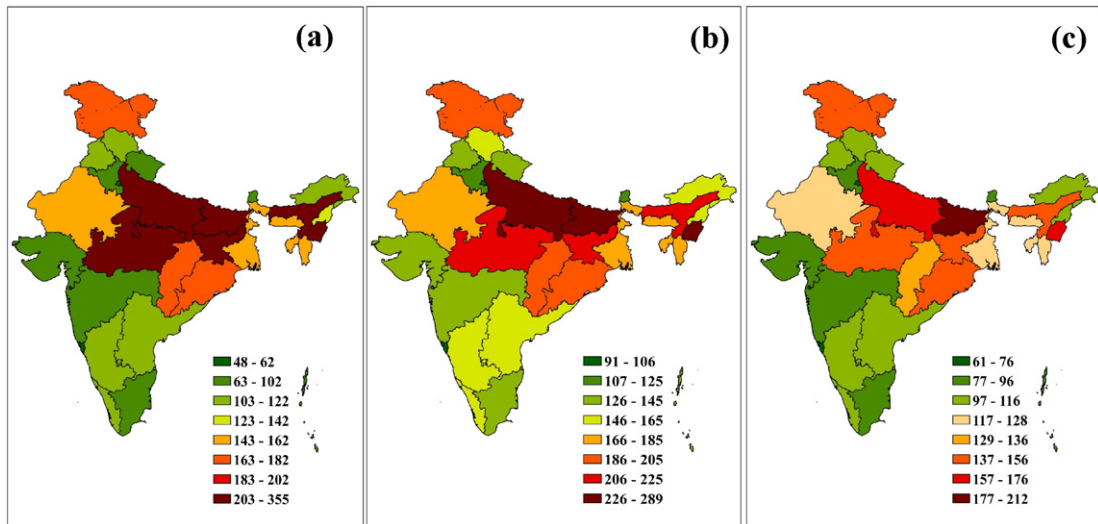 (a)
48 - 62
63 - 102
103 - 122
123 - 142
143 - 162
163 - 182
183 - 202
203 - 355
(b)
91 - 106
107 - 125
126 - 145
146 - 165
166 - 185
186 - 205
206 - 225
226 - 289
(c)
61 - 76
77 - 96
97 - 116
117 - 128
129 - 136
137 - 156
157 - 176
177 - 212